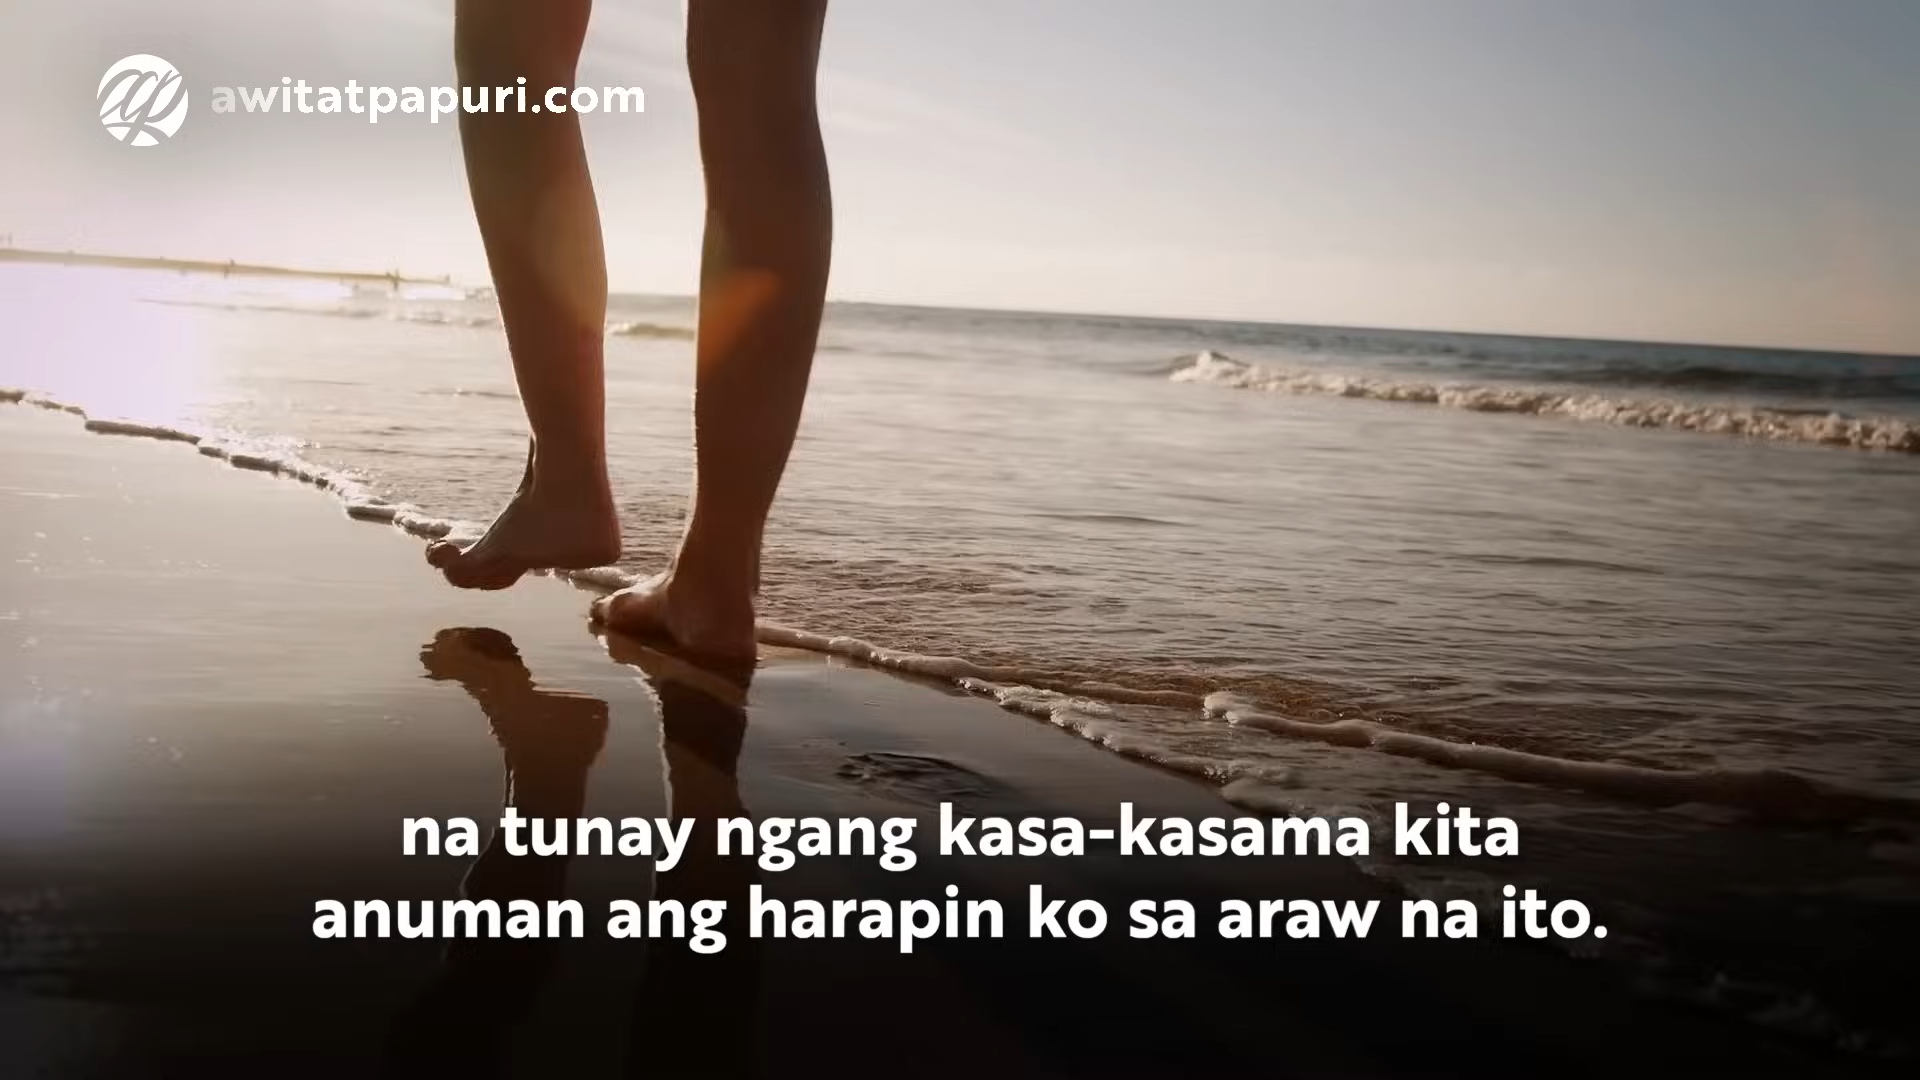 awitatpapuri.com
na tunay ngang kasa-kasama kita
anuman ang harapin ko sa araw na ito.